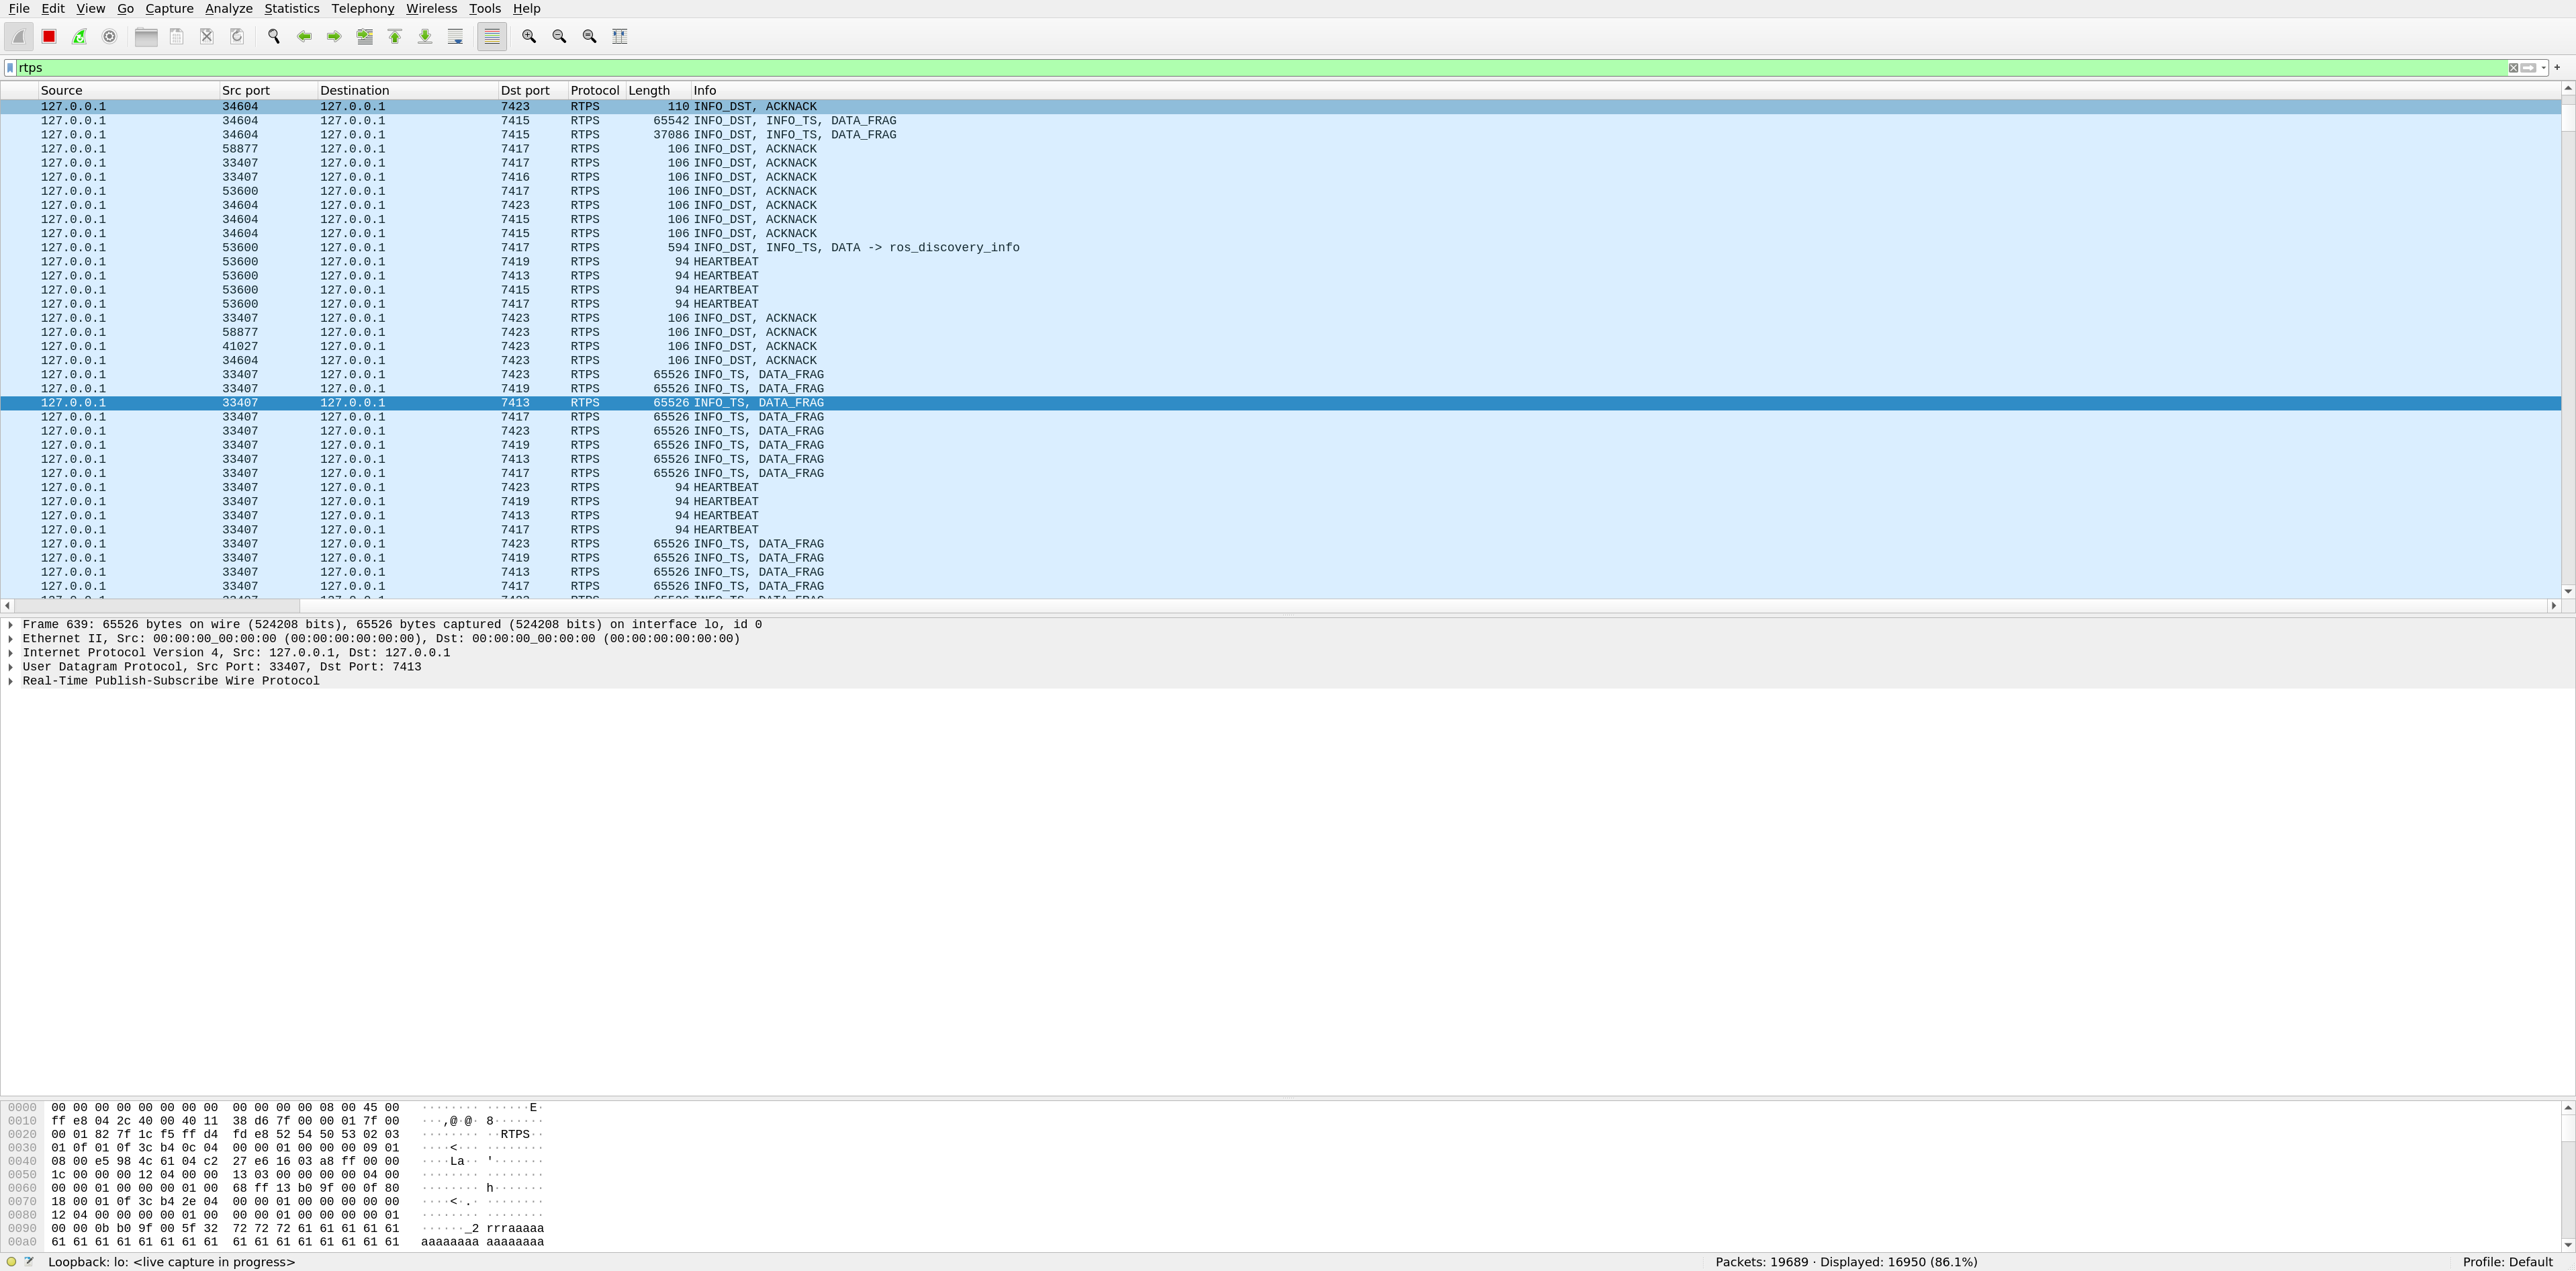 File Edit View Go Capture Analyze Statistics Telephony Wireless Tools Help
rtps
Source Src port Destination Dst port Protocol Length Info
127.0.0.1 34604 127.0.0.1 7423 RTPS 110 INFO_DST, ACKNACK
127.0.0.1 34604 127.0.0.1 7415 RTPS 65542 INFO_DST, INFO_TS, DATA_FRAG
127.0.0.1 34604 127.0.0.1 7415 RTPS 37086 INFO_DST, INFO_TS, DATA_FRAG
127.0.0.1 58877 127.0.0.1 7417 RTPS 106 INFO_DST, ACKNACK
127.0.0.1 33407 127.0.0.1 7417 RTPS 106 INFO_DST, ACKNACK
127.0.0.1 33407 127.0.0.1 7416 RTPS 106 INFO_DST, ACKNACK
127.0.0.1 53600 127.0.0.1 7417 RTPS 106 INFO_DST, ACKNACK
127.0.0.1 34604 127.0.0.1 7423 RTPS 106 INFO_DST, ACKNACK
127.0.0.1 34604 127.0.0.1 7415 RTPS 106 INFO_DST, ACKNACK
127.0.0.1 34604 127.0.0.1 7415 RTPS 106 INFO_DST, ACKNACK
127.0.0.1 53600 127.0.0.1 7417 RTPS 594 INFO_DST, INFO_TS, DATA -> ros_discovery_info
127.0.0.1 53600 127.0.0.1 7419 RTPS 94 HEARTBEAT
127.0.0.1 53600 127.0.0.1 7413 RTPS 94 HEARTBEAT
127.0.0.1 53600 127.0.0.1 7415 RTPS 94 HEARTBEAT
127.0.0.1 53600 127.0.0.1 7417 RTPS 94 HEARTBEAT
127.0.0.1 33407 127.0.0.1 7423 RTPS 106 INFO_DST, ACKNACK
127.0.0.1 58877 127.0.0.1 7423 RTPS 106 INFO_DST, ACKNACK
127.0.0.1 41027 127.0.0.1 7423 RTPS 106 INFO_DST, ACKNACK
127.0.0.1 34604 127.0.0.1 7423 RTPS 106 INFO_DST, ACKNACK
127.0.0.1 33407 127.0.0.1 7423 RTPS 65526 INFO_TS, DATA_FRAG
127.0.0.1 33407 127.0.0.1 7419 RTPS 65526 INFO_TS, DATA_FRAG
127.0.0.1 33407 127.0.0.1 7413 RTPS 65526 INFO_TS, DATA_FRAG
127.0.0.1 33407 127.0.0.1 7417 RTPS 65526 INFO_TS, DATA_FRAG
127.0.0.1 33407 127.0.0.1 7423 RTPS 65526 INFO_TS, DATA_FRAG
127.0.0.1 33407 127.0.0.1 7419 RTPS 65526 INFO_TS, DATA_FRAG
127.0.0.1 33407 127.0.0.1 7413 RTPS 65526 INFO_TS, DATA_FRAG
127.0.0.1 33407 127.0.0.1 7417 RTPS 65526 INFO_TS, DATA_FRAG
127.0.0.1 33407 127.0.0.1 7423 RTPS 94 HEARTBEAT
127.0.0.1 33407 127.0.0.1 7419 RTPS 94 HEARTBEAT
127.0.0.1 33407 127.0.0.1 7413 RTPS 94 HEARTBEAT
127.0.0.1 33407 127.0.0.1 7417 RTPS 94 HEARTBEAT
127.0.0.1 33407 127.0.0.1 7423 RTPS 65526 INFO_TS, DATA_FRAG
127.0.0.1 33407 127.0.0.1 7419 RTPS 65526 INFO_TS, DATA_FRAG
127.0.0.1 33407 127.0.0.1 7413 RTPS 65526 INFO_TS, DATA_FRAG
127.0.0.1 33407 127.0.0.1 7417 RTPS 65526 INFO_TS, DATA_FRAG
Frame 639: 65526 bytes on wire (524208 bits), 65526 bytes captured (524208 bits) on interface lo, id 0
Ethernet II, Src: 00:00:00_00:00:00 (00:00:00:00:00:00), Dst: 00:00:00_00:00:00 (00:00:00:00:00:00)
Internet Protocol Version 4, Src: 127.0.0.1, Dst: 127.0.0.1
User Datagram Protocol, Src Port: 33407, Dst Port: 7413
Real-Time Publish-Subscribe Wire Protocol
0000 00 00 00 00 00 00 00 00 00 00 00 00 08 00 45 00 ········ ······E·
0010 ff e8 04 2c 40 00 40 11 38 d6 7f 00 00 01 7f 00 ···,@·@· 8·······
0020 00 01 82 7f 1c f5 ff d4 fd e8 52 54 50 53 02 03 ········ ··RTPS··
0030 01 0f 01 0f 3c b4 0c 04 00 00 01 00 00 00 09 01 ····<··· ········
0040 08 00 e5 98 4c 61 04 c2 27 e6 16 03 a8 ff 00 00 ····La·· '·······
0050 1c 00 00 00 12 04 00 00 13 03 00 00 00 00 04 00 ········ ········
0060 00 00 01 00 00 00 01 00 68 ff 13 b0 9f 00 0f 80 ········ h·······
0070 18 00 01 0f 3c b4 2e 04 00 00 01 00 00 00 00 00 ····<·.· ········
0080 12 04 00 00 00 00 01 00 00 00 01 00 00 00 00 01 ········ ········
0090 00 00 0b b0 9f 00 5f 32 72 72 72 61 61 61 61 61 ······_2 rrraaaaa
00a0 61 61 61 61 61 61 61 61 61 61 61 61 61 61 61 61 aaaaaaaa aaaaaaaa
Loopback: lo: <live capture in progress> Packets: 19689 · Displayed: 16950 (86.1%) Profile: Default